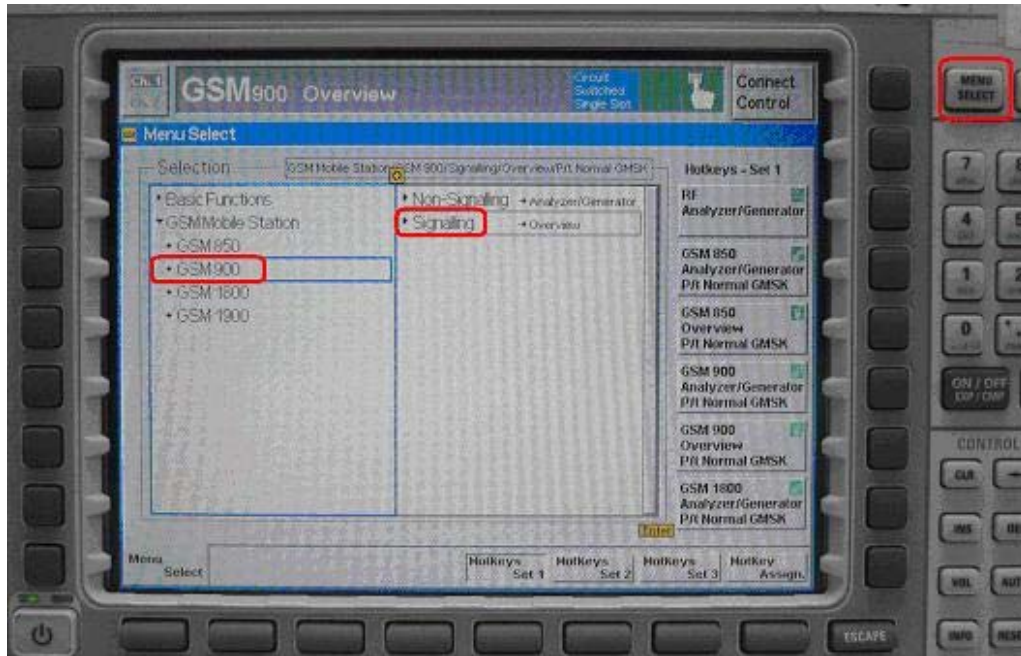 Ch. 1
GSM900 Overview
Circuit
Switched
Single Slot
Connect
Control
MENU
SELECT
Menu Select
Selection
GSM Mobile Station/GSM 900/Signalling/Overview/P/t Normal GMSK
Hotkeys - Set 1
Basic Functions
GSM Mobile Station
GSM 850
GSM 900
GSM 1800
GSM 1900
Non-Signalling
Analyzer/Generator
Signalling
Overview
RF
Analyzer/Generator
GSM 850
Analyzer/Generator
P/t Normal GMSK
GSM 850
Overview
P/t Normal GMSK
GSM 900
Analyzer/Generator
P/t Normal GMSK
GSM 900
Overview
P/t Normal GMSK
GSM 1800
Analyzer/Generator
P/t Normal GMSK
Enter
Menu
Select
Hotkeys
Set 1
Hotkeys
Set 2
Hotkeys
Set 3
Hotkey
Assign.
7
4
1
0
ON / OFF
CONTROL
CLR
INS
VOL
INFO
ESCAPE